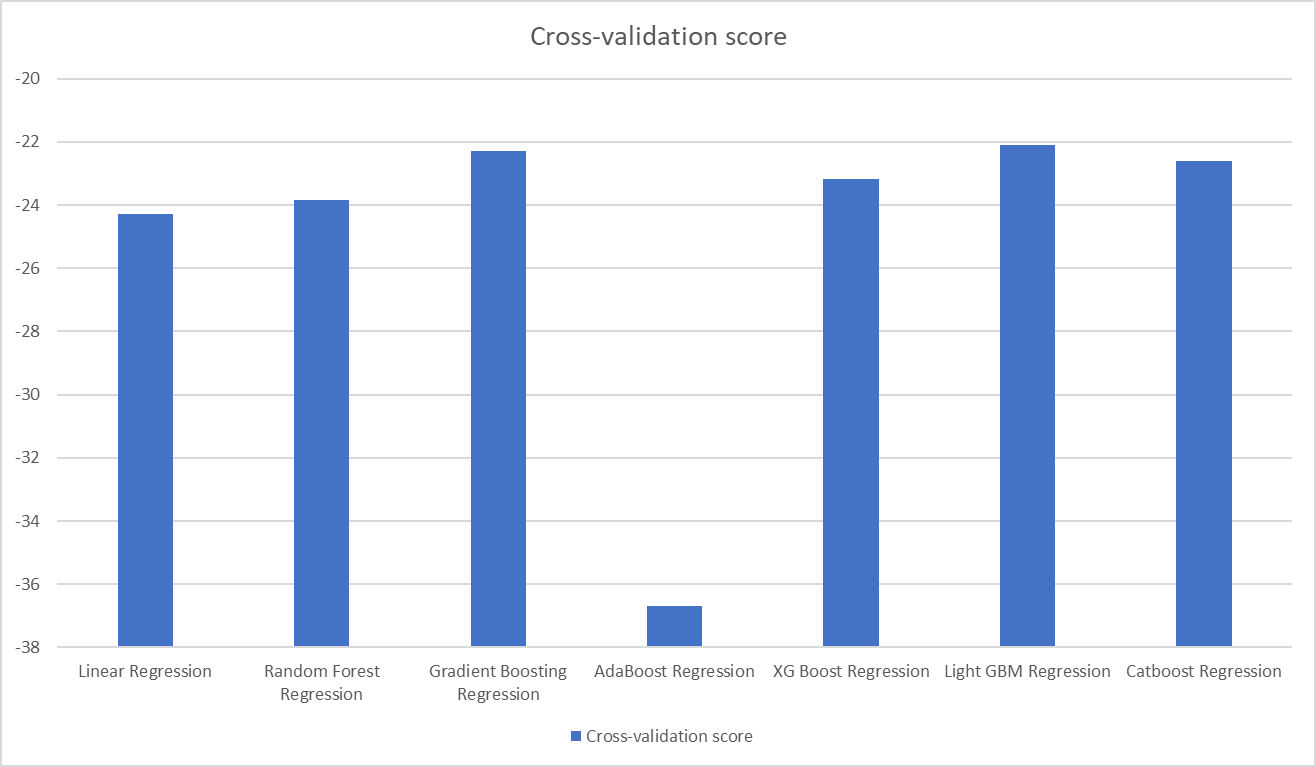 Cross-validation score
-20
-22
-24
-26
-28
-30
-32
-34
-36
-38
Linear Regression
Random Forest
Regression
Gradient Boosting
Regression
AdaBoost Regression
XG Boost Regression
Light GBM Regression
Catboost Regression
Cross-validation score